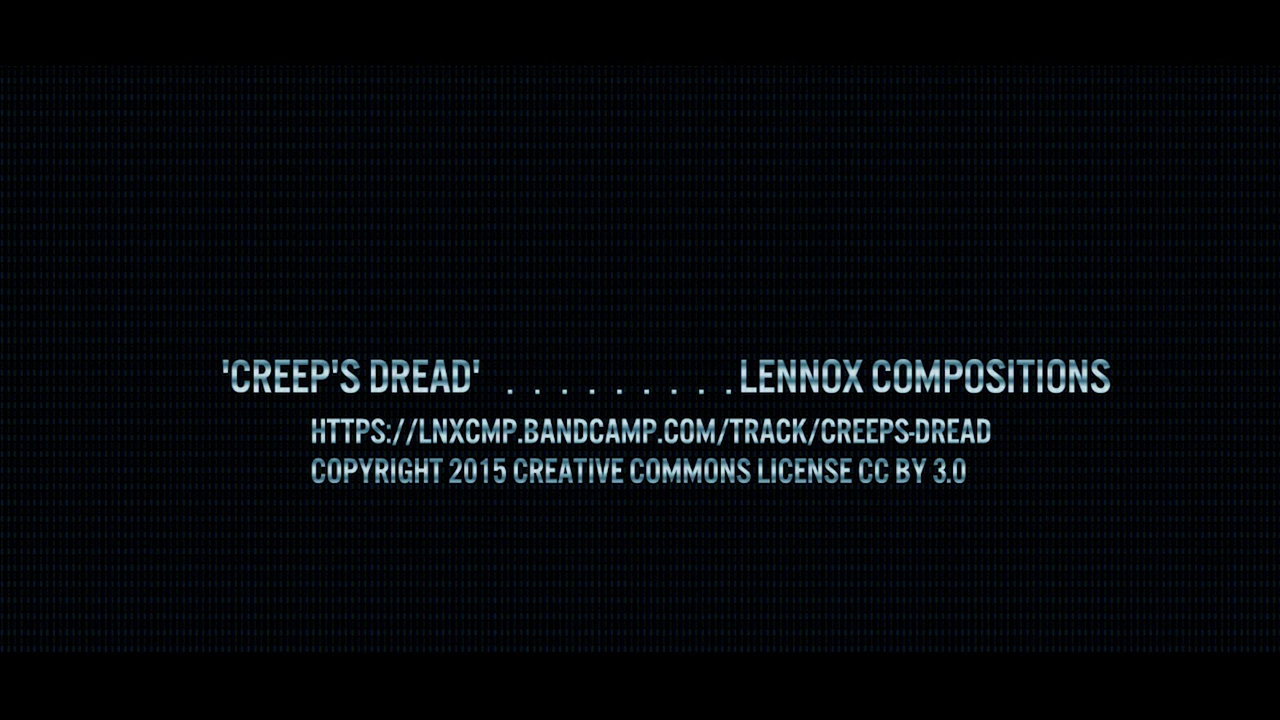 'CREEP'S DREAD' . . . . . . . . . LENNOX COMPOSITIONS
HTTPS://LNXCMP.BANDCAMP.COM/TRACK/CREEPS-DREAD
COPYRIGHT 2015 CREATIVE COMMONS LICENSE CC BY 3.0